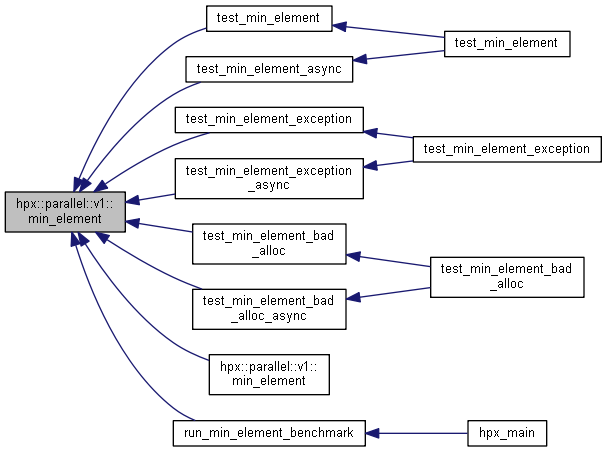 test_min_element
test_min_element
test_min_element_async
test_min_element_exception
test_min_element_exception
test_min_element_exception
_async
hpx::parallel::v1::
min_element
test_min_element_bad
_alloc
test_min_element_bad
_alloc
test_min_element_bad
_alloc_async
hpx::parallel::v1::
min_element
run_min_element_benchmark
hpx_main